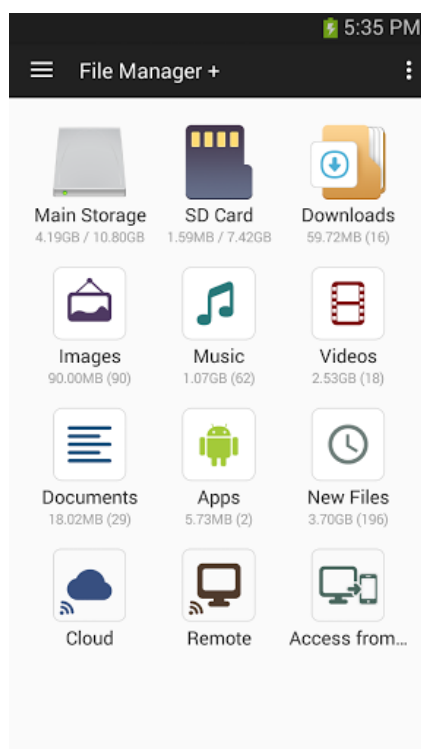 5:35 PM
File Manager +
Main Storage SD Card Downloads
4.19GB / 10.80GB 1.59MB / 7.42GB 59.72MB (16)
Images Music Videos
90.00MB (90) 1.07GB (62) 2.53GB (18)
Documents Apps New Files
18.02MB (29) 5.73MB (2) 3.70GB (196)
Cloud Remote Access from...